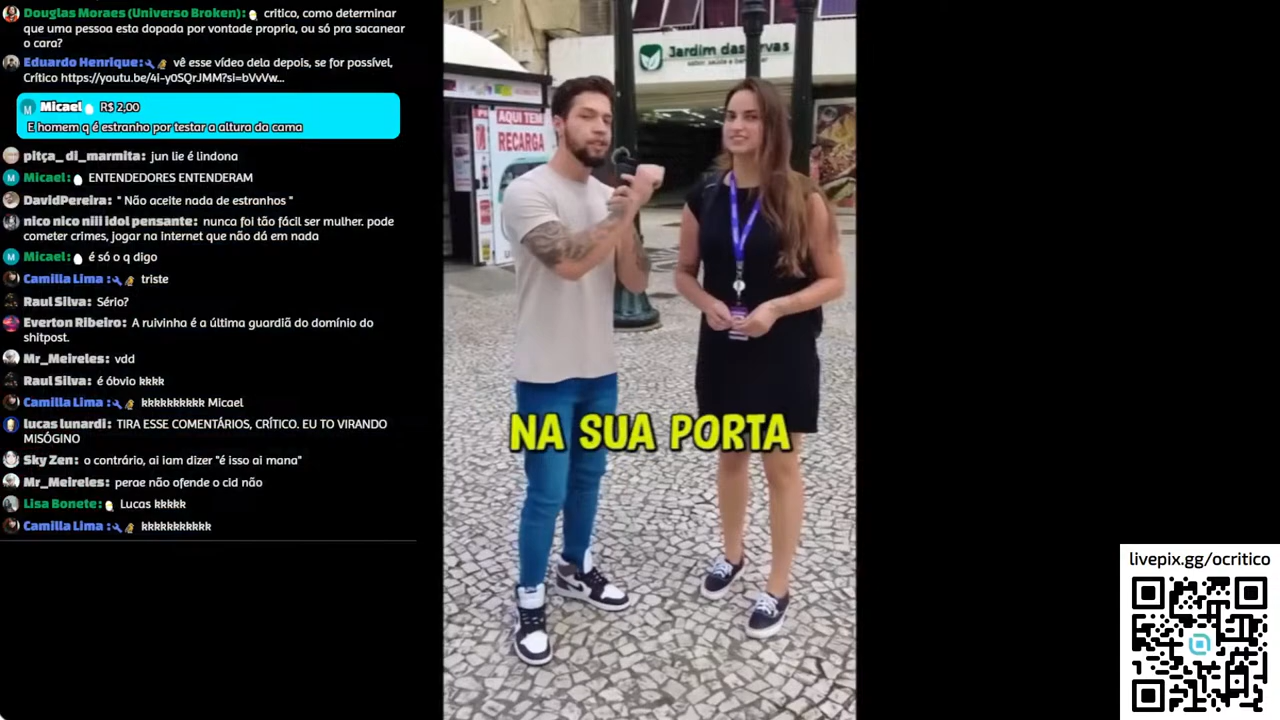 Douglas Moraes (Universo Broken): critico, como determinar
que uma pessoa esta dopada por vontade propria, ou só pra sacanear
o cara?
Eduardo Henrique: vê esse vídeo dela depois, se for possível,
Crítico https://youtu.be/4I-y0SQrJMM?si=bVvVw...
M Micael R$ 2,00
E homem q é estranho por testar a altura da cama
pitça_di_marmita: jun lie é lindona
M Micael: ENTENDEDORES ENTENDERAM
DavidPereira: " Não aceite nada de estranhos "
nico nico nili idol pensante: nunca foi tão fácil ser mulher. pode
cometer crimes, jogar na internet que não dá em nada
M Micael: é só o q digo
Camilla Lima : triste
Raul Silva: Sério?
Everton Ribeiro: A ruivinha é a última guardiã do domínio do
shitpost.
Mr_Meireles: vdd
Raul Silva: é óbvio kkkk
Camilla Lima : kkkkkkkkkk Micael
lucas lunardi: TIRA ESSE COMENTÁRIOS, CRÍTICO. EU TO VIRANDO
MISÓGINO
Sky Zen: o contrário, ai iam dizer "é isso ai mana"
Mr_Meireles: perae não ofende o cid não
Lisa Bonete: Lucas kkkkk
Camilla Lima : kkkkkkkkkkk
Jardim das Ervas
sabor, saúde e bem-estar
AQUI TEM
RECARGA
NA SUA PORTA
livepix.gg/ocritico